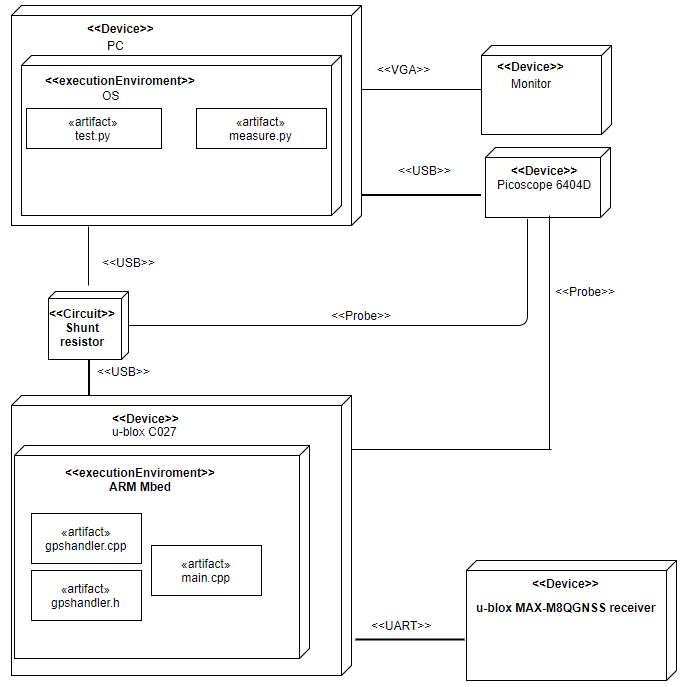 <<Device>>
PC
<<executionEnviroment>>
OS
«artifact»
test.py
«artifact»
measure.py
<<VGA>>
<<Device>>
Monitor
<<USB>>
<<Device>>
Picoscope 6404D
<<USB>>
<<Probe>>
<<Circuit>>
Shunt
resistor
<<Probe>>
<<USB>>
<<Device>>
u-blox C027
<<executionEnviroment>>
ARM Mbed
«artifact»
gpshandler.cpp
«artifact»
main.cpp
«artifact»
gpshandler.h
<<UART>>
<<Device>>
u-blox MAX-M8QGNSS receiver